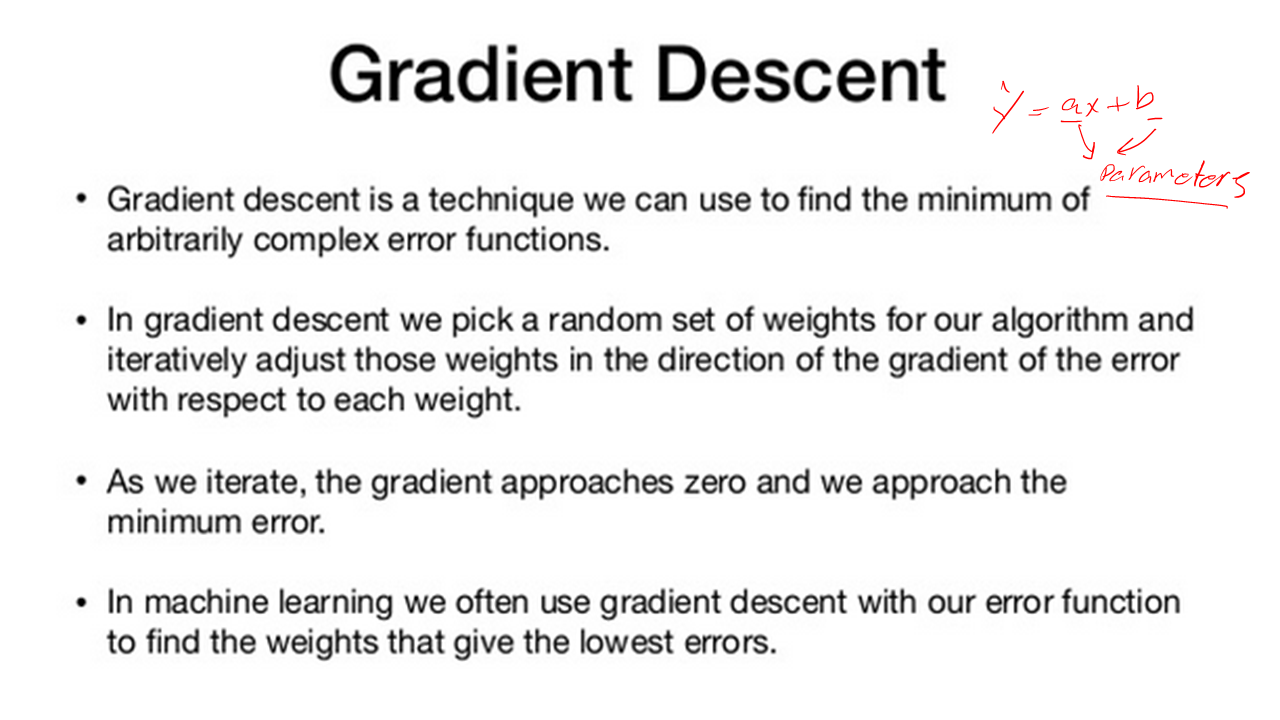 Gradient Descent
ŷ = ax+b
parameters
• Gradient descent is a technique we can use to find the minimum of
arbitrarily complex error functions.
• In gradient descent we pick a random set of weights for our algorithm and
iteratively adjust those weights in the direction of the gradient of the error
with respect to each weight.
• As we iterate, the gradient approaches zero and we approach the
minimum error.
• In machine learning we often use gradient descent with our error function
to find the weights that give the lowest errors.